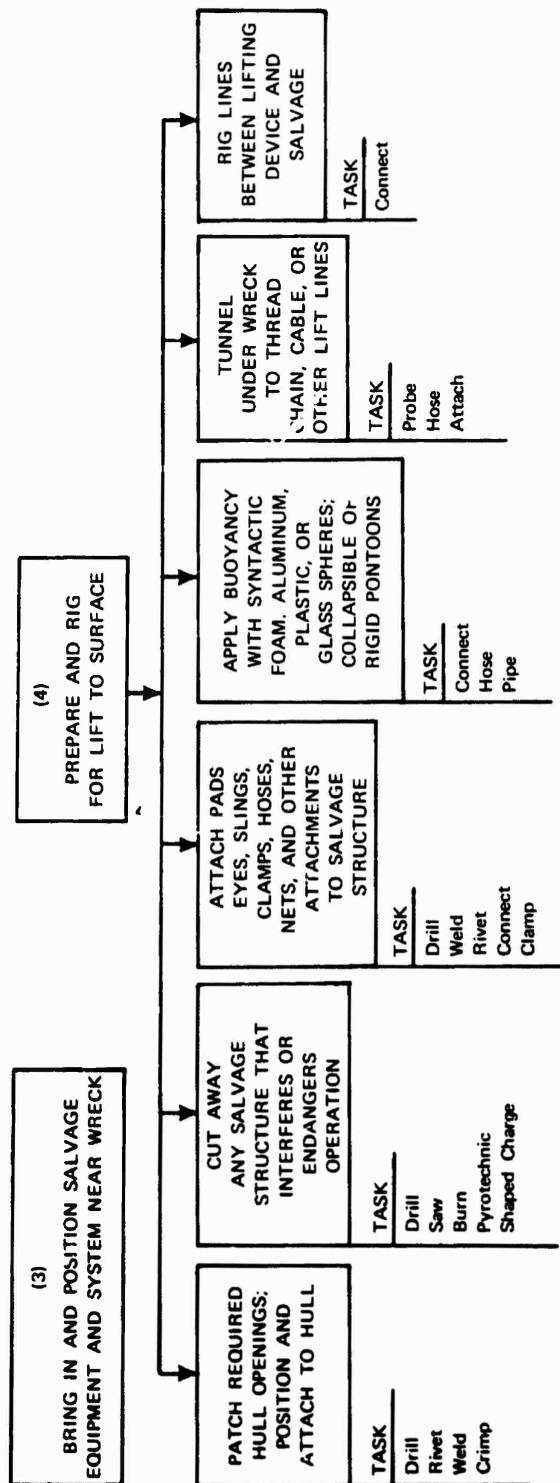 (3)
BRING IN AND POSITION SALVAGE
EQUIPMENT AND SYSTEM NEAR WRECK
(4)
PREPARE AND RIG
FOR LIFT TO SURFACE
PATCH REQUIRED
HULL OPENINGS;
POSITION AND
ATTACH TO HULL
TASK
Drill
Rivet
Weld
Crimp
CUT AWAY
ANY SALVAGE
STRUCTURE THAT
INTERFERES OR
ENDANGERS
OPERATION
TASK
Drill
Saw
Burn
Pyrotechnic
Shaped Charge
ATTACH PADS
EYES, SLINGS,
CLAMPS, HOSES,
NETS, AND OTHER
ATTACHMENTS
TO SALVAGE
STRUCTURE
TASK
Drill
Weld
Rivet
Connect
Clamp
APPLY BUOYANCY
WITH SYNTACTIC
FOAM. ALUMINUM,
PLASTIC, OR
GLASS SPHERES;
COLLAPSIBLE OR
RIGID PONTOONS
TASK
Connect
Hose
Pipe
TUNNEL
UNDER WRECK
TO THREAD
CHAIN, CABLE, OR
OTHER LIFT LINES
TASK
Probe
Hose
Attach
RIG LINES
BETWEEN LIFTING
DEVICE AND
SALVAGE
TASK
Connect